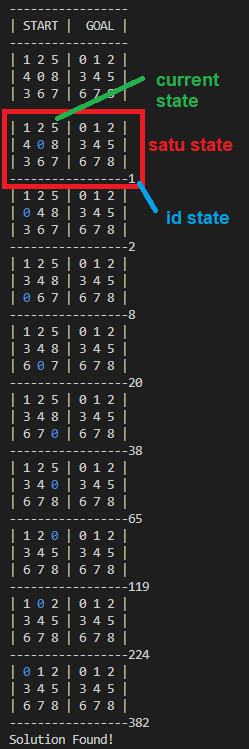 -------------------
| START |  GOAL   |
-------------------
| 1 2 5 | 0 1 2 |
| 4 0 8 | 3 4 5 |
| 3 6 7 | 6 7 8 |
current state
| 1 2 5 | 0 1 2 |
| 4 0 8 | 3 4 5 |
| 3 6 7 | 6 7 8 |
satu state
-------------------1
id state
| 1 2 5 | 0 1 2 |
| 0 4 8 | 3 4 5 |
| 3 6 7 | 6 7 8 |
-------------------2
| 1 2 5 | 0 1 2 |
| 3 4 8 | 3 4 5 |
| 0 6 7 | 6 7 8 |
-------------------8
| 1 2 5 | 0 1 2 |
| 3 4 8 | 3 4 5 |
| 6 0 7 | 6 7 8 |
-------------------20
| 1 2 5 | 0 1 2 |
| 3 4 8 | 3 4 5 |
| 6 7 0 | 6 7 8 |
-------------------38
| 1 2 5 | 0 1 2 |
| 3 4 0 | 3 4 5 |
| 6 7 8 | 6 7 8 |
-------------------65
| 1 2 0 | 0 1 2 |
| 3 4 5 | 3 4 5 |
| 6 7 8 | 6 7 8 |
-------------------119
| 1 0 2 | 0 1 2 |
| 3 4 5 | 3 4 5 |
| 6 7 8 | 6 7 8 |
-------------------224
| 0 1 2 | 0 1 2 |
| 3 4 5 | 3 4 5 |
| 6 7 8 | 6 7 8 |
-------------------382
Solution Found!